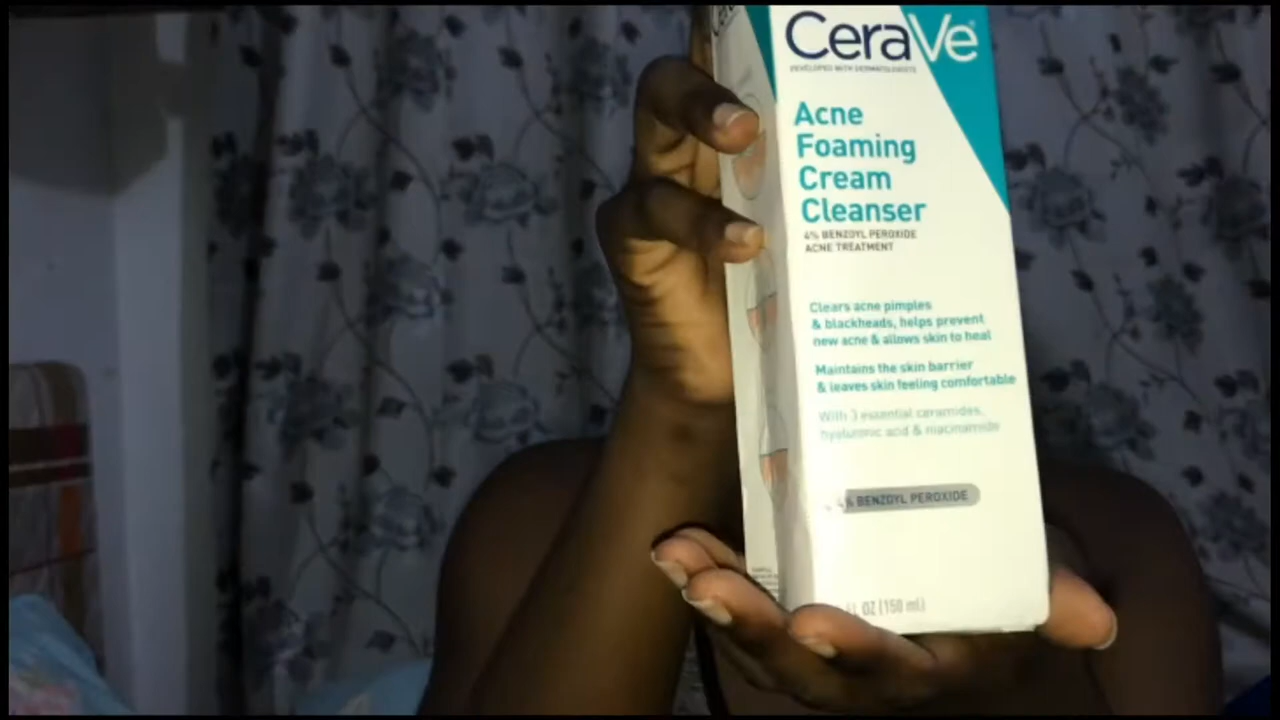 CeraVe
DEVELOPED WITH DERMATOLOGISTS
Acne
Foaming
Cream
Cleanser
4% BENZOYL PEROXIDE
ACNE TREATMENT
Clears acne pimples
& blackheads, helps prevent
new acne & allows skin to heal
Maintains the skin barrier
& leaves skin feeling comfortable
With 3 essential ceramides,
hyaluronic acid & niacinamide
4% BENZOYL PEROXIDE
OZ (150 ml)